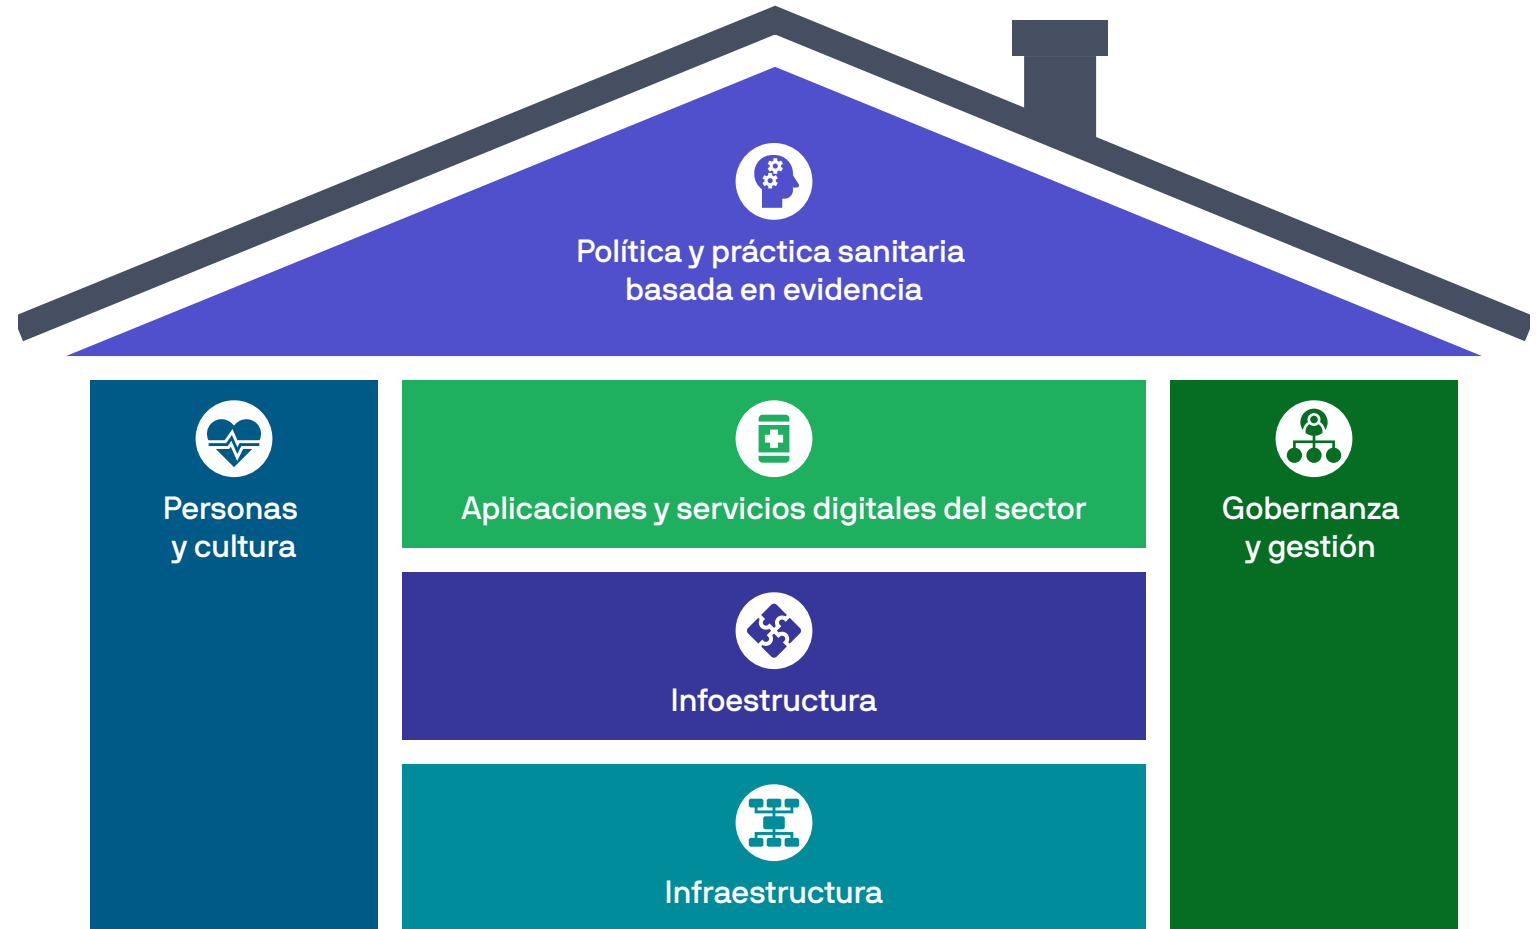 Política y práctica sanitaria
basada en evidencia
Personas
y cultura
Aplicaciones y servicios digitales del sector
Gobernanza
y gestión
Infoestructura
Infraestructura